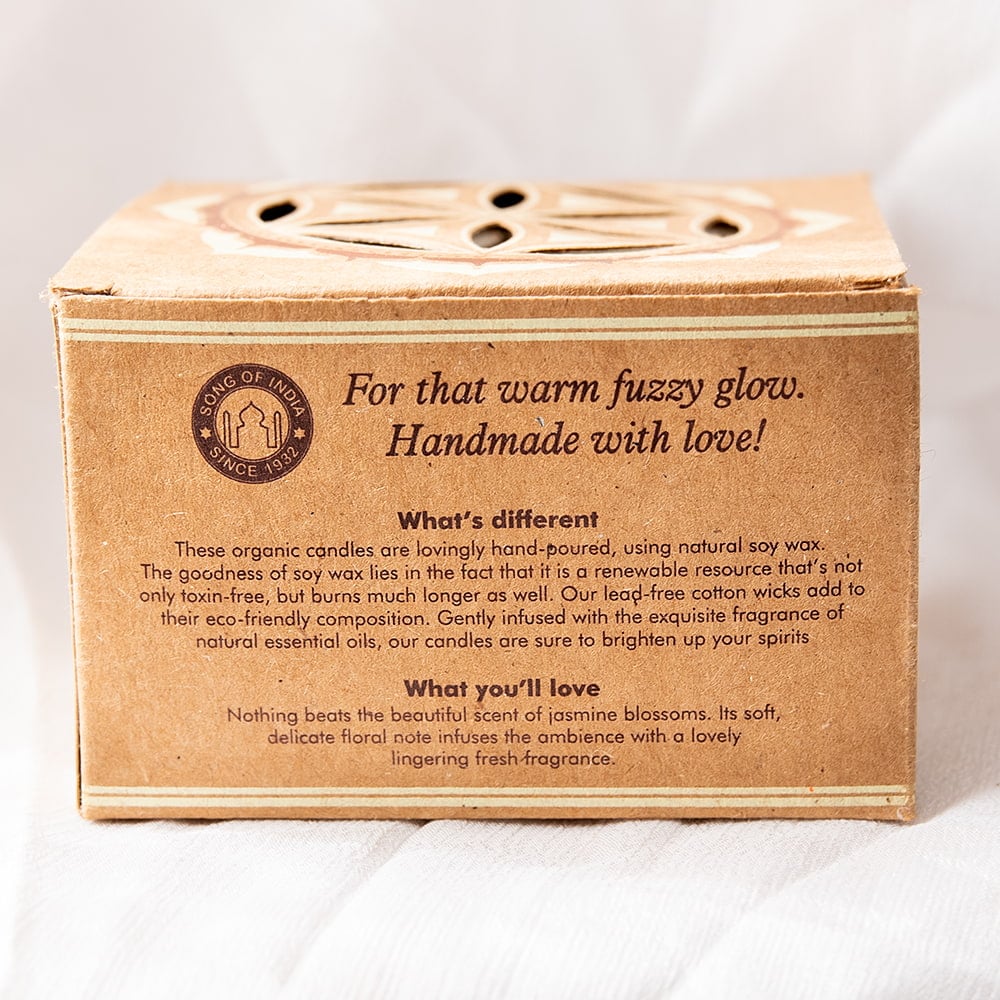 SONG OF INDIA
SINCE 1932
For that warm fuzzy glow.
Handmade with love!
What's different
These organic candles are lovingly hand-poured, using natural soy wax.
The goodness of soy wax lies in the fact that it is a renewable resource that's not
only toxin-free, but burns much longer as well. Our lead-free cotton wicks add to
their eco-friendly composition. Gently infused with the exquisite fragrance of
natural essential oils, our candles are sure to brighten up your spirits
What you'll love
Nothing beats the beautiful scent of jasmine blossoms. Its soft,
delicate floral note infuses the ambience with a lovely
lingering fresh fragrance.